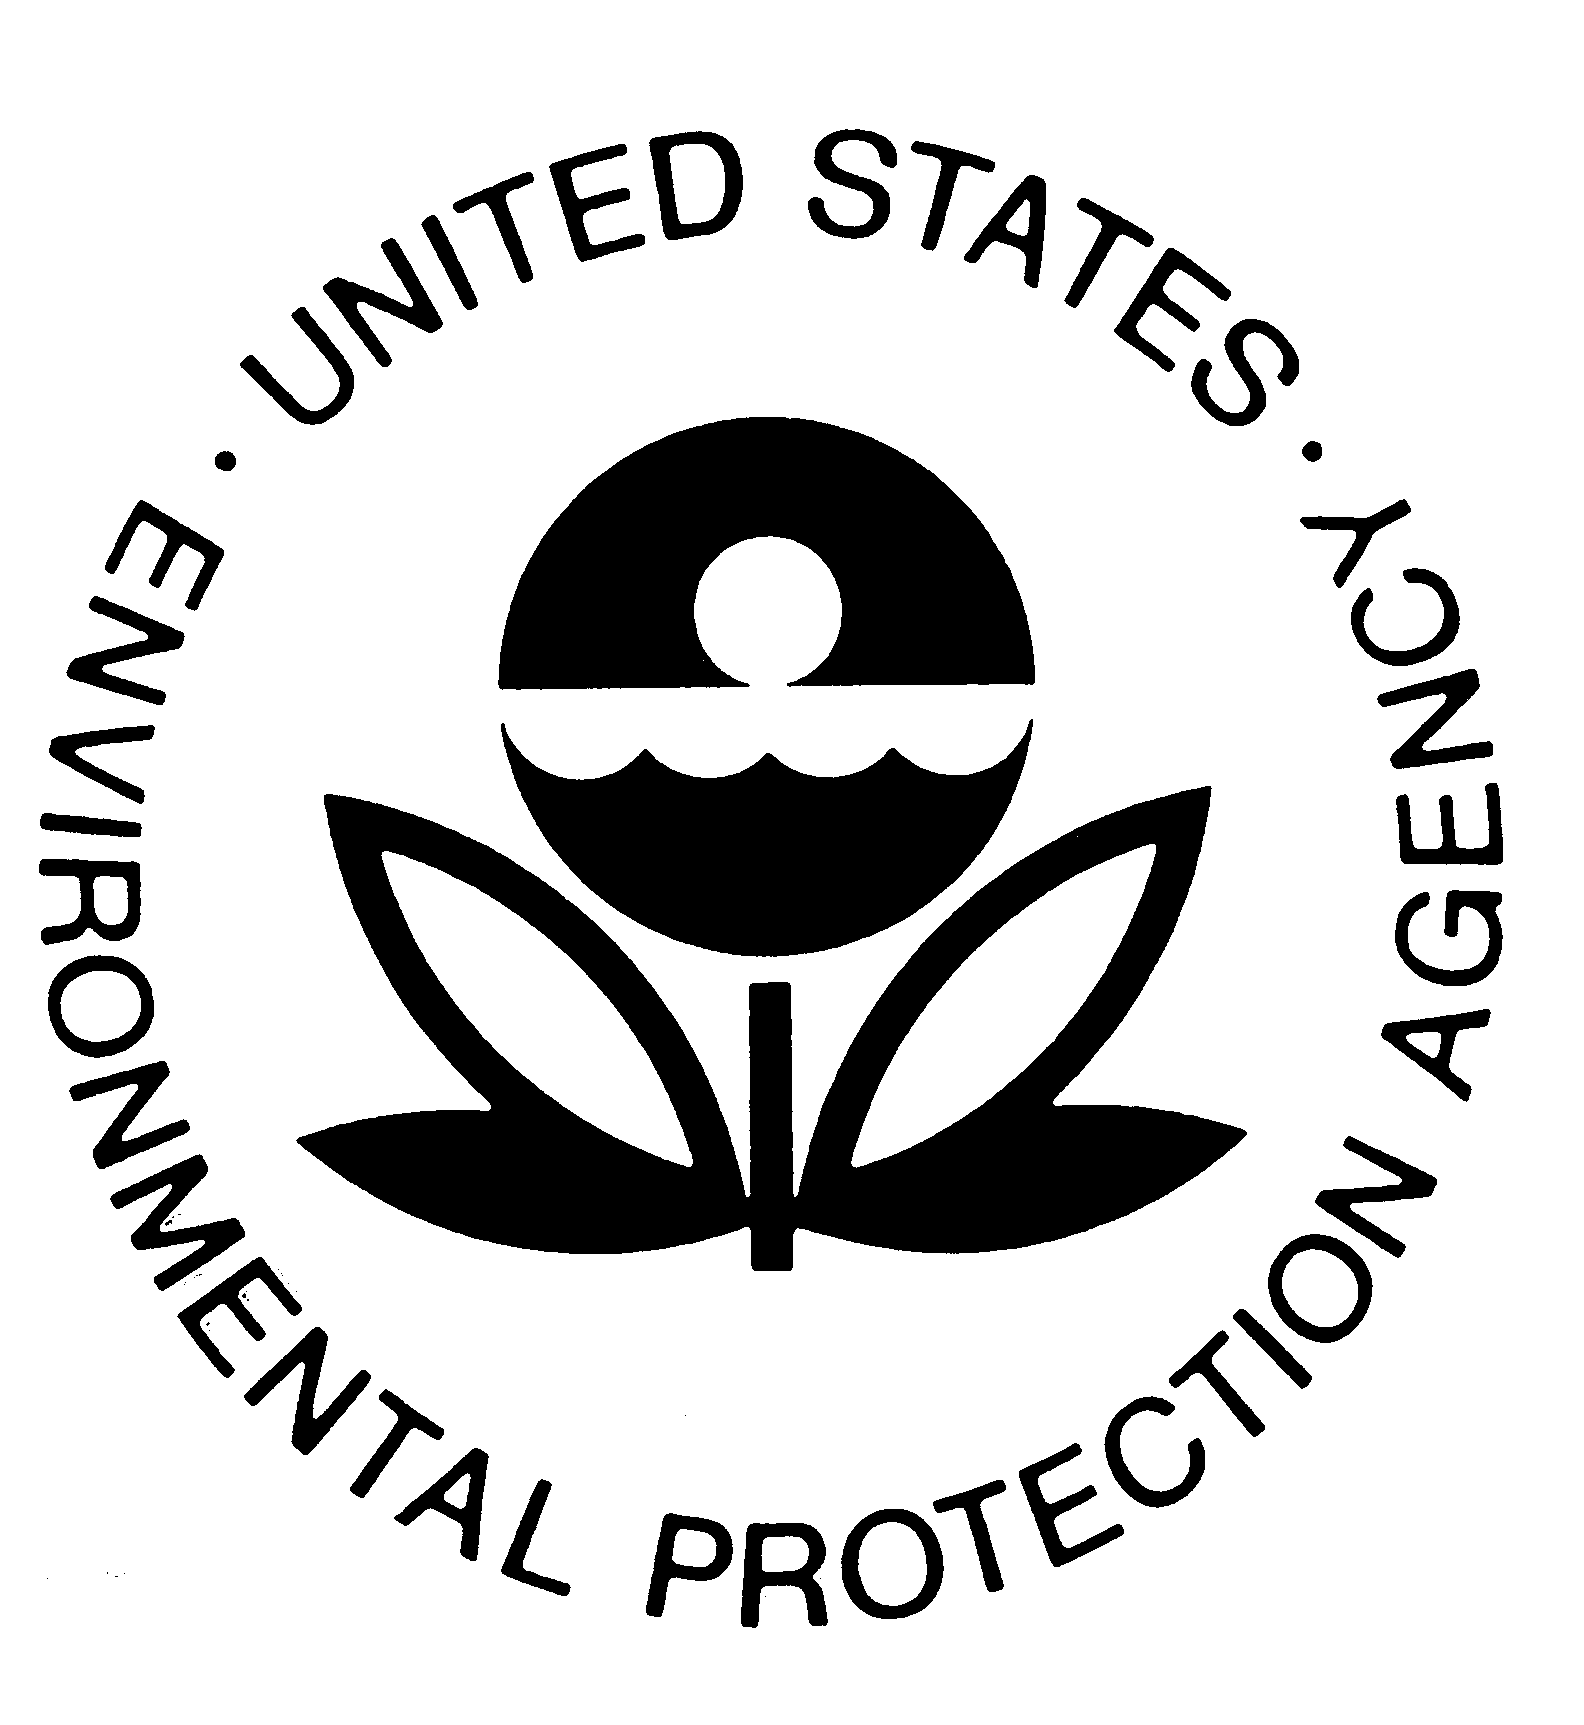 · UNITED STATES ·
ENVIRONMENTAL PROTECTION AGENCY